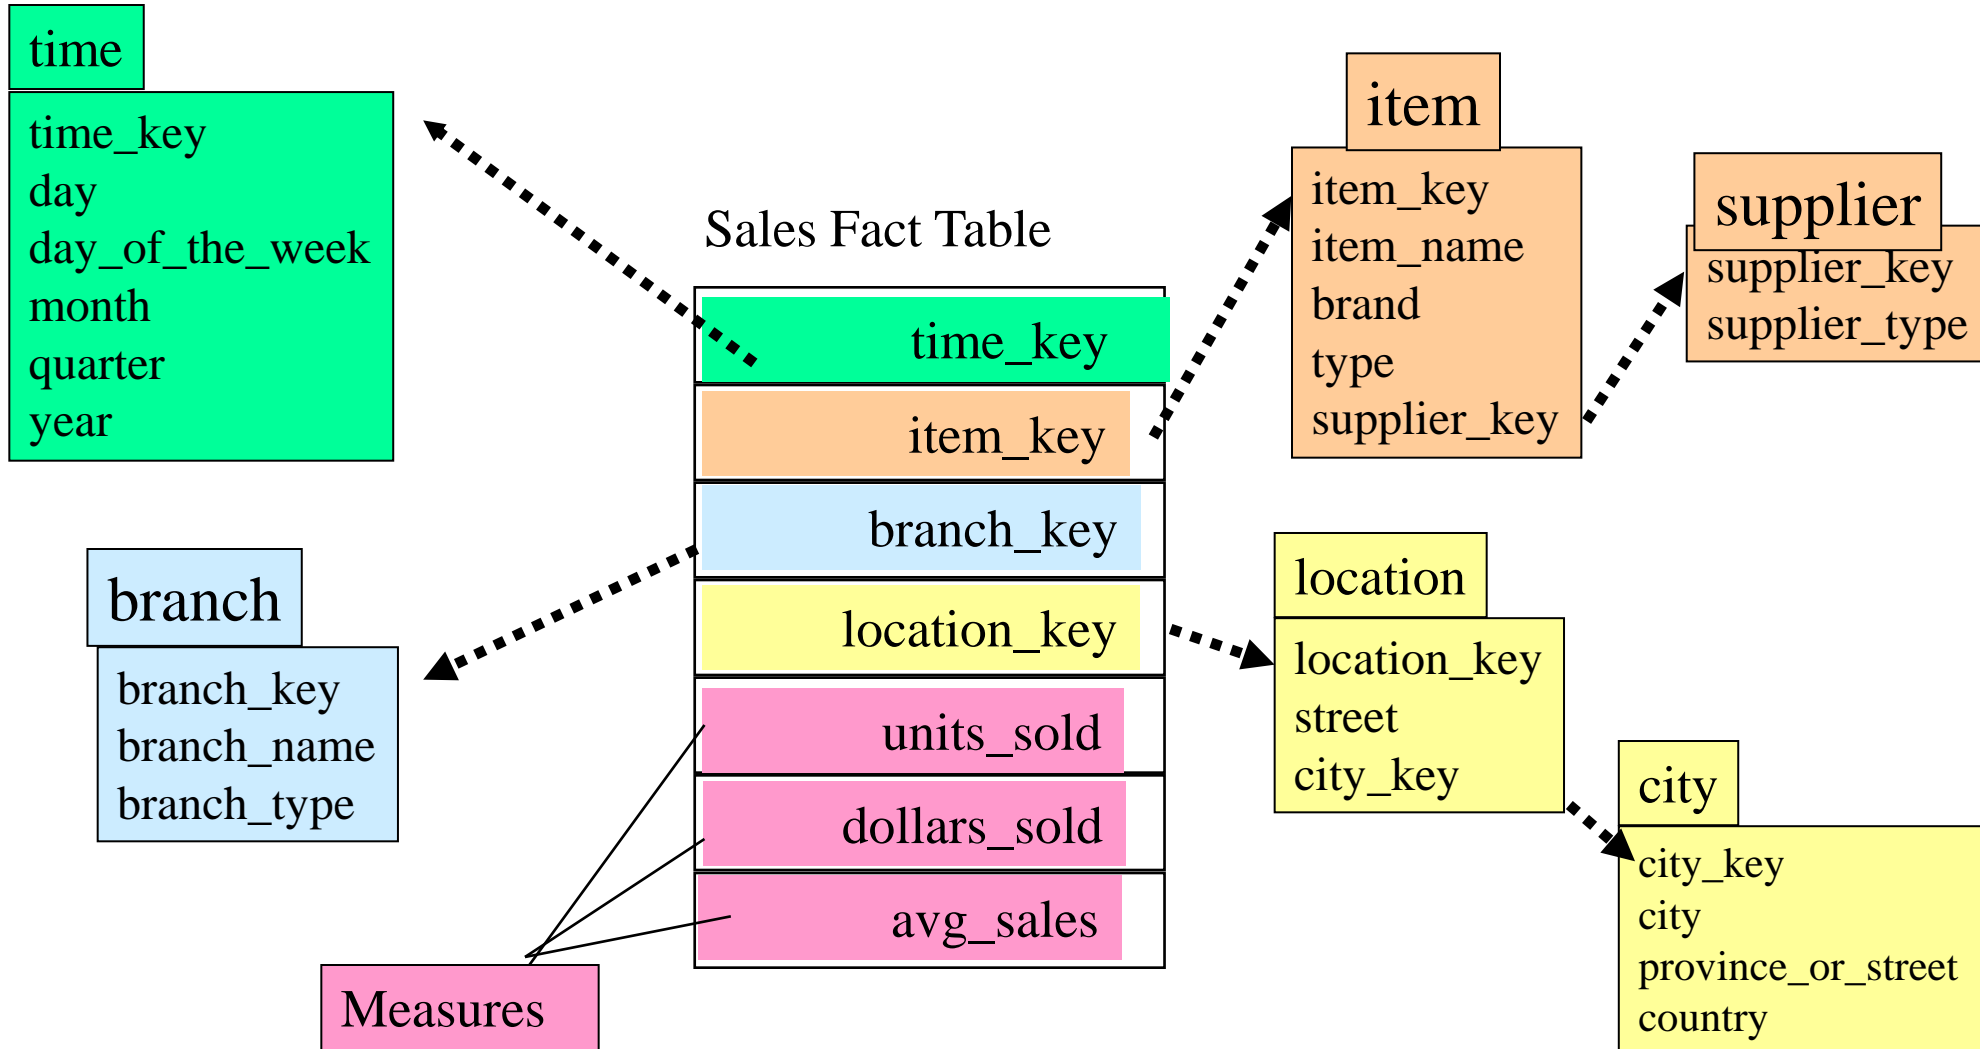 time
time_key
day
day_of_the_week
month
quarter
year
Sales Fact Table
time_key
item_key
branch_key
location_key
units_sold
dollars_sold
avg_sales
Measures
branch
branch_key
branch_name
branch_type
item
item_key
item_name
brand
type
supplier_key
supplier
supplier_key
supplier_type
location
location_key
street
city_key
city
city_key
city
province_or_street
country